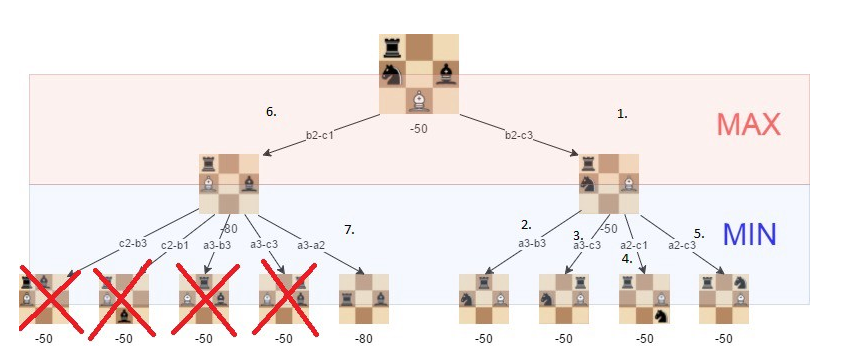 6.
1.
b2-c1
-50
b2-c3
MAX
-80
7.
2.
-50
5.
MIN
c2-b3
c2-b1
a3-b3
a3-c3
a3-a2
a3-b3
3.
a3-c3
4.
a2-c1
a2-c3
-50
-50
-50
-50
-80
-50
-50
-50
-50